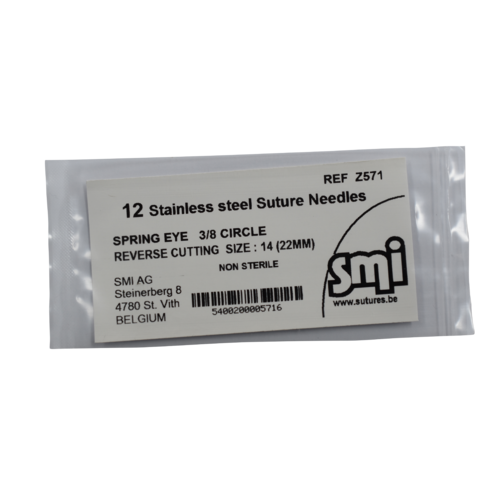 REF Z571
12 Stainless steel Suture Needles
SPRING EYE 3/8 CIRCLE
REVERSE CUTTING SIZE : 14 (22MM)
NON STERILE
SMI AG
Steinerberg 8
4780 St. Vith
BELGIUM
5400200005716
smi
www.sutures.be